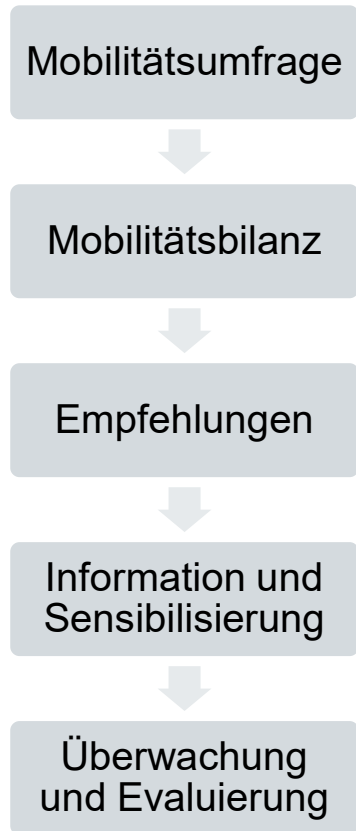 Mobilitätsumfrage
Mobilitätsbilanz
Empfehlungen
Information und
Sensibilisierung
Überwachung
und Evaluierung